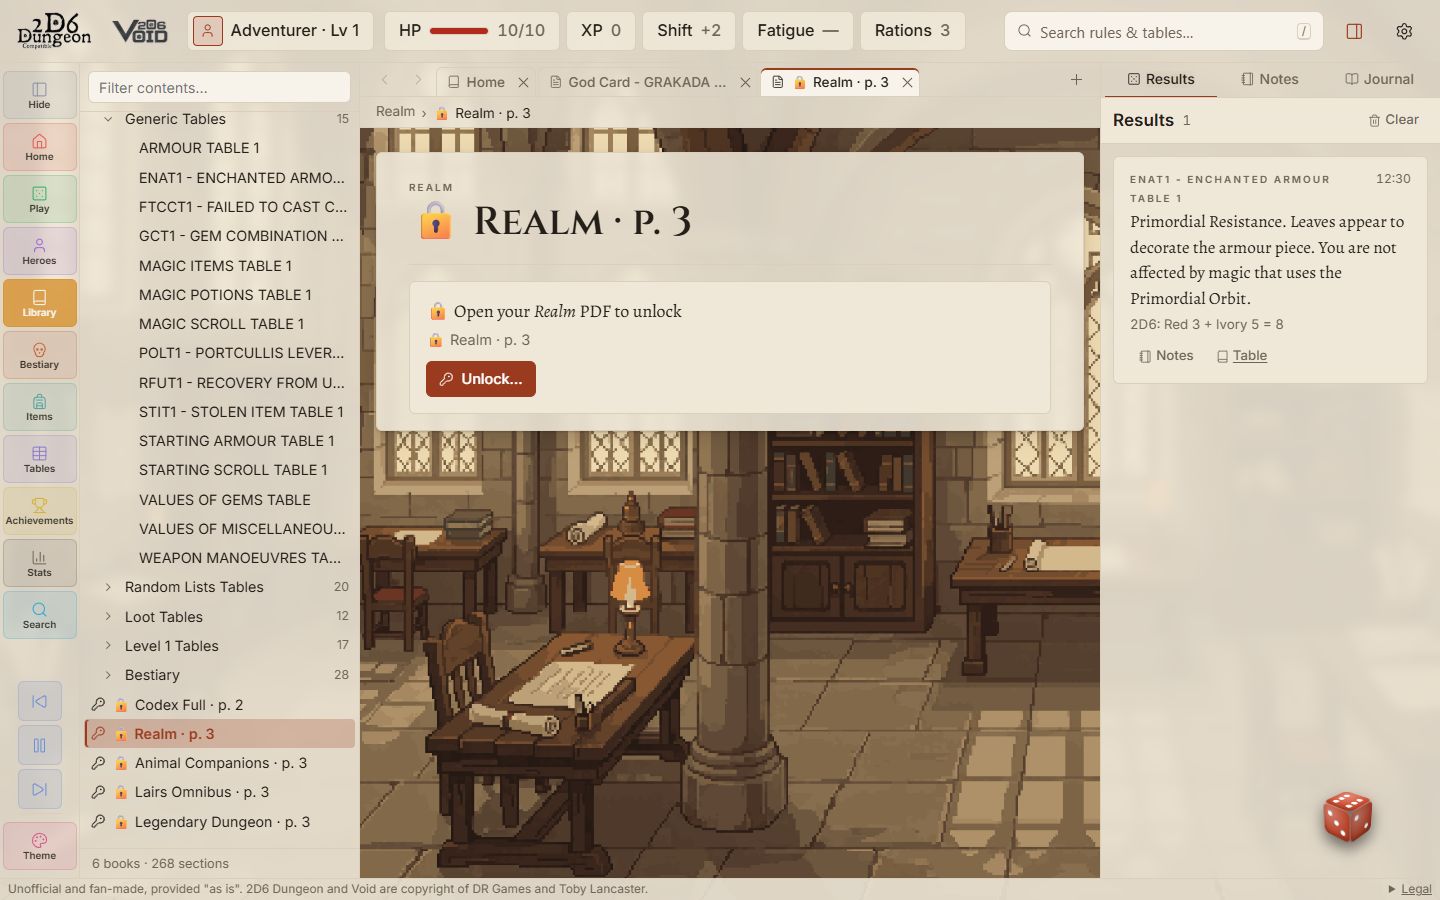 2D6
Dungeon
Compatible
2D6
VOID
Adventurer · Lv 1
HP 10/10
XP 0
Shift +2
Fatigue —
Rations 3
Search rules & tables...
/
Hide
Home
Play
Heroes
Library
Bestiary
Items
Tables
Achievements
Stats
Search
Theme
Filter contents...
Generic Tables 15
ARMOUR TABLE 1
ENAT1 - ENCHANTED ARMO...
FTCCT1 - FAILED TO CAST C...
GCT1 - GEM COMBINATION ...
MAGIC ITEMS TABLE 1
MAGIC POTIONS TABLE 1
MAGIC SCROLL TABLE 1
POLT1 - PORTCULLIS LEVER...
RFUT1 - RECOVERY FROM U...
STIT1 - STOLEN ITEM TABLE 1
STARTING ARMOUR TABLE 1
STARTING SCROLL TABLE 1
VALUES OF GEMS TABLE
VALUES OF MISCELLANEOU...
WEAPON MANOEUVRES TA...
Random Lists Tables 20
Loot Tables 12
Level 1 Tables 17
Bestiary 28
Codex Full · p. 2
Realm · p. 3
Animal Companions · p. 3
Lairs Omnibus · p. 3
Legendary Dungeon · p. 3
6 books · 268 sections
Home
God Card - GRAKADA ...
Realm · p. 3
Realm › Realm · p. 3
REALM
Realm · p. 3
Open your Realm PDF to unlock
Realm · p. 3
Unlock...
Results
Notes
Journal
Results 1
Clear
ENAT1 - ENCHANTED ARMOUR 12:30
TABLE 1
Primordial Resistance. Leaves appear to
decorate the armour piece. You are not
affected by magic that uses the
Primordial Orbit.
2D6: Red 3 + Ivory 5 = 8
Notes
Table
Unofficial and fan-made, provided "as is". 2D6 Dungeon and Void are copyright of DR Games and Toby Lancaster.
Legal